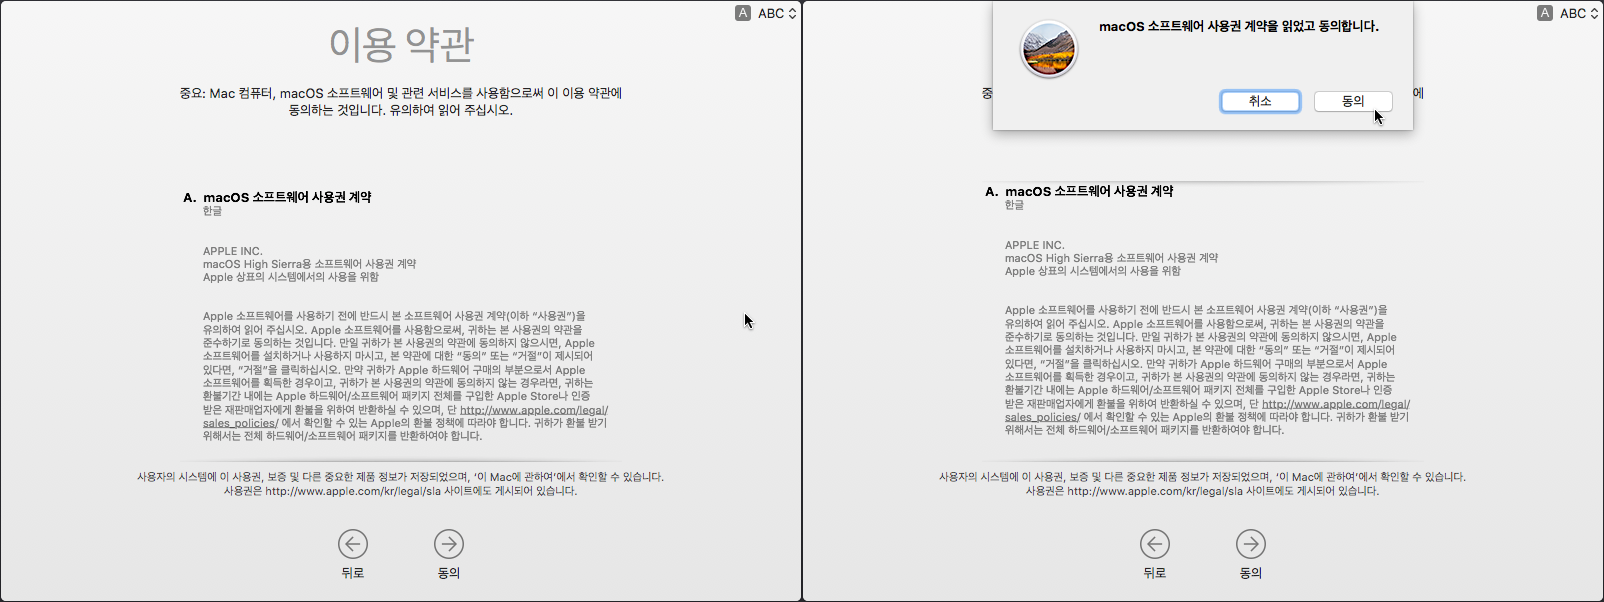 A ABC
이용 약관
중요: Mac 컴퓨터, macOS 소프트웨어 및 관련 서비스를 사용함으로써 이 이용 약관에
동의하는 것입니다. 유의하여 읽어 주십시오.
A. macOS 소프트웨어 사용권 계약
한글
APPLE INC.
macOS High Sierra용 소프트웨어 사용권 계약
Apple 상표의 시스템에서의 사용을 위함
Apple 소프트웨어를 사용하기 전에 반드시 본 소프트웨어 사용권 계약(이하 “사용권”)을
유의하여 읽어 주십시오. Apple 소프트웨어를 사용함으로써, 귀하는 본 사용권의 약관을
준수하기로 동의하는 것입니다. 만일 귀하가 본 사용권의 약관에 동의하지 않으시면, Apple
소프트웨어를 설치하거나 사용하지 마시고, 본 약관에 대한 “동의” 또는 “거절”이 제시되어
있다면, “거절”을 클릭하십시오. 만약 귀하가 Apple 하드웨어 구매의 부분으로서 Apple
소프트웨어를 획득한 경우이고, 귀하가 본 사용권의 약관에 동의하지 않는 경우라면, 귀하는
환불기간 내에는 Apple 하드웨어/소프트웨어 패키지 전체를 구입한 Apple Store나 인증
받은 재판매업자에게 환불을 위하여 반환하실 수 있으며, 단 http://www.apple.com/legal/
sales_policies/ 에서 확인할 수 있는 Apple의 환불 정책에 따라야 합니다. 귀하가 환불 받기
위해서는 전체 하드웨어/소프트웨어 패키지를 반환하여야 합니다.
사용자의 시스템에 이 사용권, 보증 및 다른 중요한 제품 정보가 저장되었으며, ‘이 Mac에 관하여’에서 확인할 수 있습니다.
사용권은 http://www.apple.com/kr/legal/sla 사이트에도 게시되어 있습니다.
뒤로 동의
A ABC
macOS 소프트웨어 사용권 계약을 읽었고 동의합니다.
취소 동의
중 에
A. macOS 소프트웨어 사용권 계약
한글
APPLE INC.
macOS High Sierra용 소프트웨어 사용권 계약
Apple 상표의 시스템에서의 사용을 위함
Apple 소프트웨어를 사용하기 전에 반드시 본 소프트웨어 사용권 계약(이하 “사용권”)을
유의하여 읽어 주십시오. Apple 소프트웨어를 사용함으로써, 귀하는 본 사용권의 약관을
준수하기로 동의하는 것입니다. 만일 귀하가 본 사용권의 약관에 동의하지 않으시면, Apple
소프트웨어를 설치하거나 사용하지 마시고, 본 약관에 대한 “동의” 또는 “거절”이 제시되어
있다면, “거절”을 클릭하십시오. 만약 귀하가 Apple 하드웨어 구매의 부분으로서 Apple
소프트웨어를 획득한 경우이고, 귀하가 본 사용권의 약관에 동의하지 않는 경우라면, 귀하는
환불기간 내에는 Apple 하드웨어/소프트웨어 패키지 전체를 구입한 Apple Store나 인증
받은 재판매업자에게 환불을 위하여 반환하실 수 있으며, 단 http://www.apple.com/legal/
sales_policies/ 에서 확인할 수 있는 Apple의 환불 정책에 따라야 합니다. 귀하가 환불 받기
위해서는 전체 하드웨어/소프트웨어 패키지를 반환하여야 합니다.
사용자의 시스템에 이 사용권, 보증 및 다른 중요한 제품 정보가 저장되었으며, ‘이 Mac에 관하여’에서 확인할 수 있습니다.
사용권은 http://www.apple.com/kr/legal/sla 사이트에도 게시되어 있습니다.
뒤로 동의